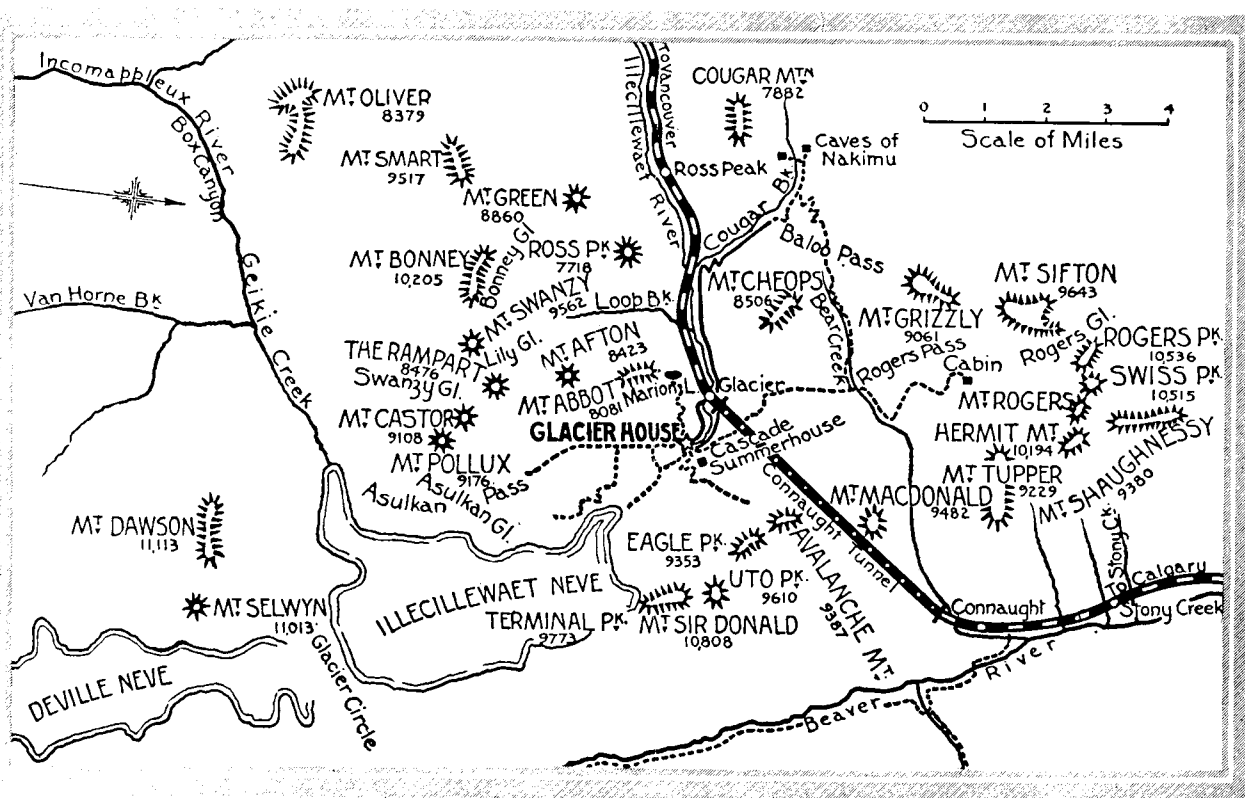 Incomappleux River
Box Canyon
MT. OLIVER
8379
MT. SMART
9517
MT. GREEN
8860
MT. BONNEY
10,205
Bonney Gl.
ROSS PK.
7718
MT. SWANZY
9562
Loop Bk.
Illecillewaet River
To Vancouver
Ross Peak
COUGAR MTN
7882
Caves of
Nakimu
Cougar Bk.
0 1 2 3 4
Scale of Miles
Baloo Pass
MT. CHEOPS
8506
Bear Creek
MT. SIFTON
9643
MT. GRIZZLY
9061
Rogers Gl.
ROGERS PK.
10,536
Rogers Pass
Cabin
SWISS PK.
10,515
MT. ROGERS
HERMIT MT.
10,194
MT. TUPPER
9229
MT. SHAUGHNESSY
9380
Van Horne Bk.
Geikie Creek
THE RAMPART
8476
Lily Gl.
Swanzy Gl.
MT. AFTON
8423
MT. ABBOTT
8081
Marion L.
Glacier
MT. CASTOR
9108
GLACIER HOUSE
Cascade
Summerhouse
MT. POLLUX
9176
Asulkan Pass
Asulkan Gl.
Connaught Tunnel
MT. MACDONALD
9482
MT. DAWSON
11,113
MT. SELWYN
11,013
ILLECILLEWAET NEVE
EAGLE PK.
9353
UTO PK.
9610
AVALANCHE MT.
9387
TERMINAL PK.
9773
MT. SIR DONALD
10,808
Connaught
To Stony Ck.
To Calgary
Stony Creek
DEVILLE NEVE
Glacier Circle
Beaver River